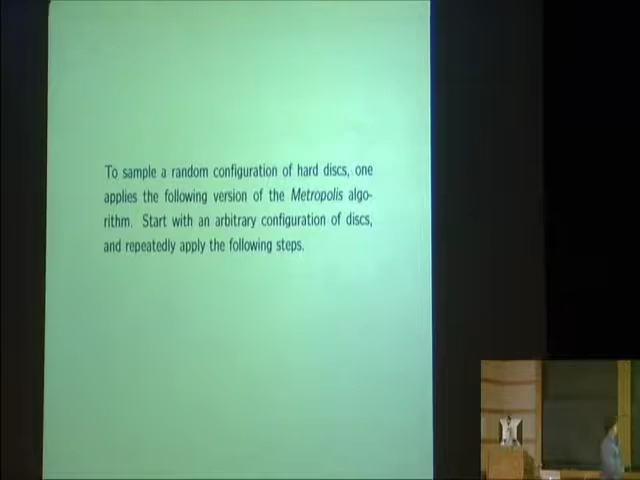 To sample a random configuration of hard discs, one
applies the following version of the Metropolis algo-
rithm. Start with an arbitrary configuration of discs,
and repeatedly apply the following steps.